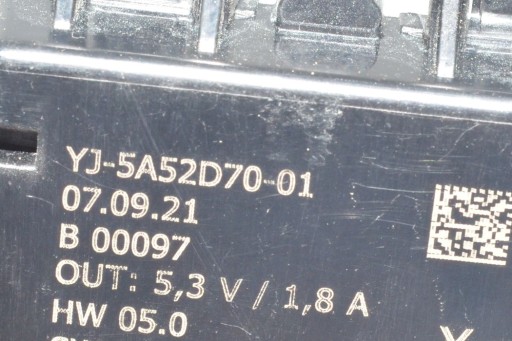 YJ-5A52D70-01
07.09.21
B 00097
OUT: 5,3 V / 1,8 A
HW 05.0